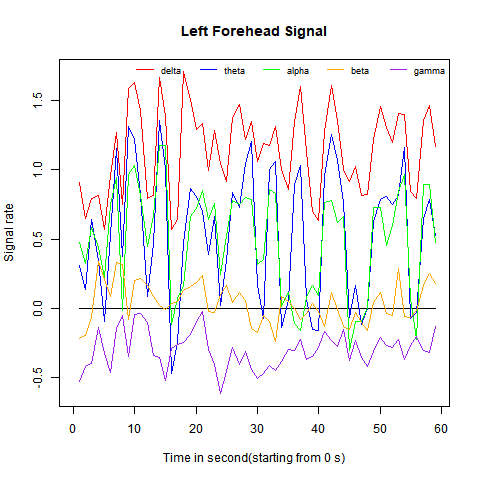 Left Forehead Signal
delta theta alpha beta gamma
Signal rate
1.5
1.0
0.5
0.0
-0.5
0 10 20 30 40 50 60
Time in second(starting from 0 s)